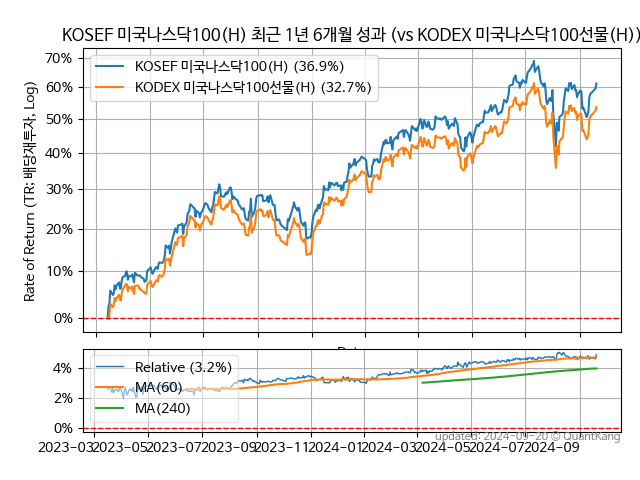 KOSEF 미국나스닥100(H) 최근 1년 6개월 성과 (vs KODEX 미국나스닥100선물(H))
KOSEF 미국나스닥100(H) (36.9%)
KODEX 미국나스닥100선물(H) (32.7%)
Rate of Return (TR: 배당재투자, Log)
70%
60%
50%
40%
30%
20%
10%
0%
Relative (3.2%)
MA(60)
MA(240)
4%
2%
0%
2023-03 2023-05 2023-07 2023-09 2023-11 2024-01 2024-03 2024-05 2024-07 2024-09
updated: 2024-09-20 © QuantKang